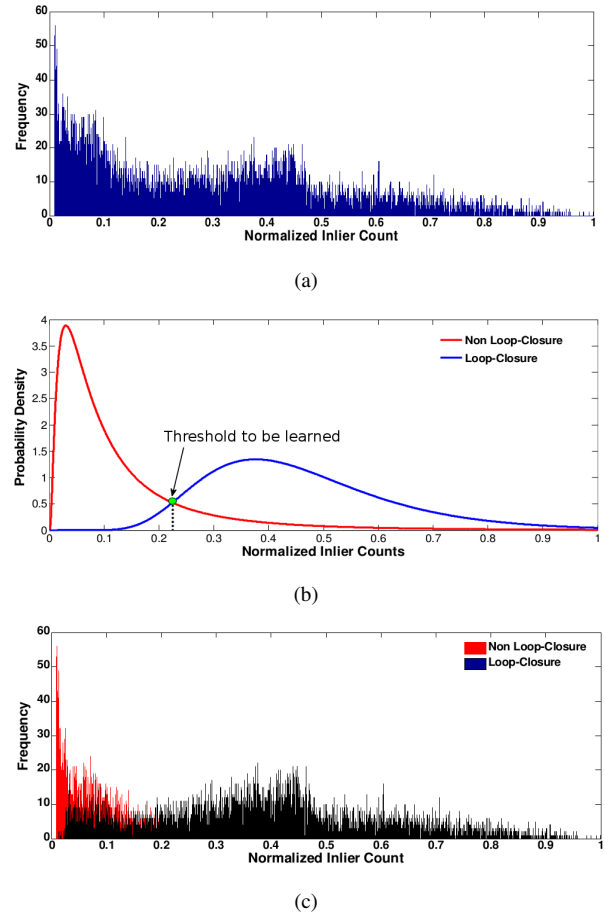 60
50
40
30
20
10
0
Frequency
0 0.1 0.2 0.3 0.4 0.5 0.6 0.7 0.8 0.9 1
Normalized Inlier Count
(a)
4
3.5
3
2.5
2
1.5
1
0.5
0
Probability Density
Non Loop-Closure
Loop-Closure
Threshold to be learned
0 0.1 0.2 0.3 0.4 0.5 0.6 0.7 0.8 0.9 1
Normalized Inlier Counts
(b)
60
50
40
30
20
10
0
Frequency
Non Loop-Closure
Loop-Closure
0 0.1 0.2 0.3 0.4 0.5 0.6 0.7 0.8 0.9 1
Normalized Inlier Count
(c)